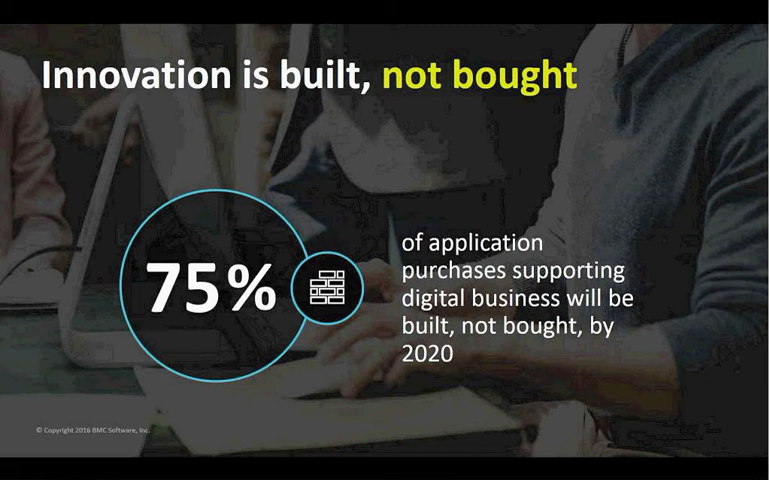 Innovation is built, not bought
75%
of application
purchases supporting
digital business will be
built, not bought, by
2020
© Copyright 2016 BMC Software, Inc.